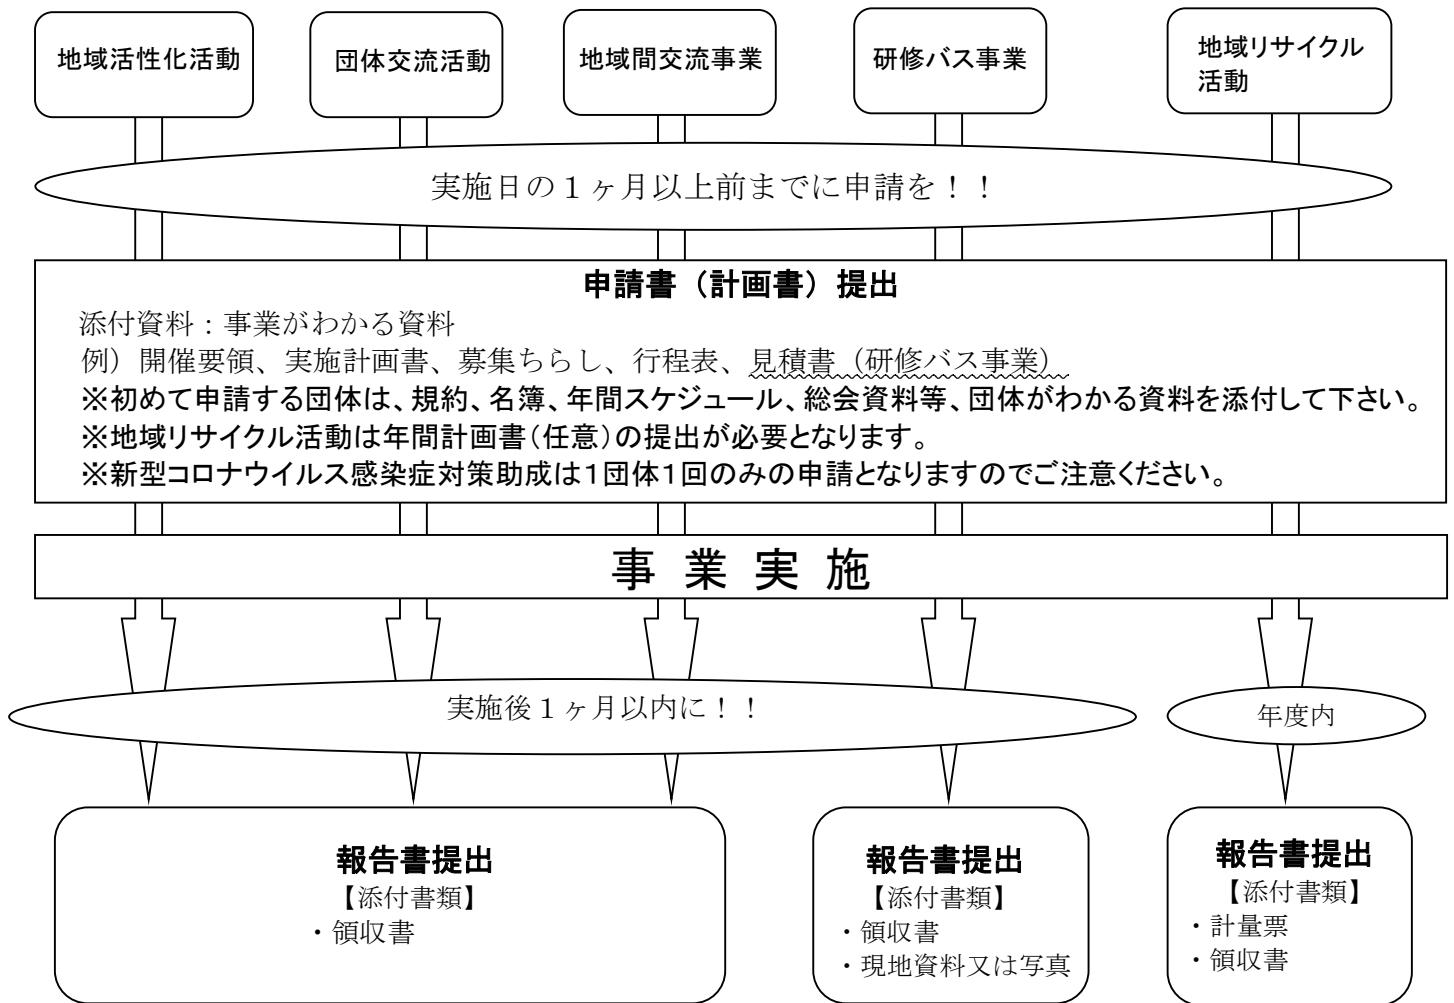 地域活性化活動
団体交流活動
地域間交流事業
研修バス事業
地域リサイクル
活動
実施日の１ヶ月以上前までに申請を！！
申請書（計画書）提出
添付資料：事業がわかる資料
例）開催要領、実施計画書、募集ちらし、行程表、見積書（研修バス事業）
※初めて申請する団体は、規約、名簿、年間スケジュール、総会資料等、団体がわかる資料を添付して下さい。
※地域リサイクル活動は年間計画書（任意）の提出が必要となります。
※新型コロナウイルス感染症対策助成は１団体１回のみの申請となりますのでご注意ください。
事 業 実 施
実施後１ヶ月以内に！！
年度内
報告書提出
【添付書類】
・領収書
報告書提出
【添付書類】
・領収書
・現地資料又は写真
報告書提出
【添付書類】
・計量票
・領収書